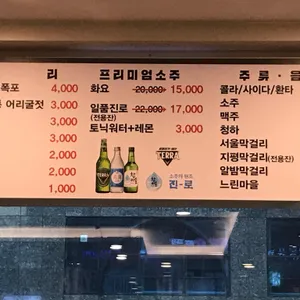 리
폭포 4,000
어리굴젓 3,000
3,000
3,000
2,000
2,000
1,000
프리미엄소주
화요 20,000 15,000
일품진로 22,000 17,000
(전용잔)
토닉워터+레몬 3,000
TERRA
진-로
주류·음
콜라/사이다/환타
소주
맥주
청하
서울막걸리
지평막걸리(전용잔)
알밤막걸리
느린마을